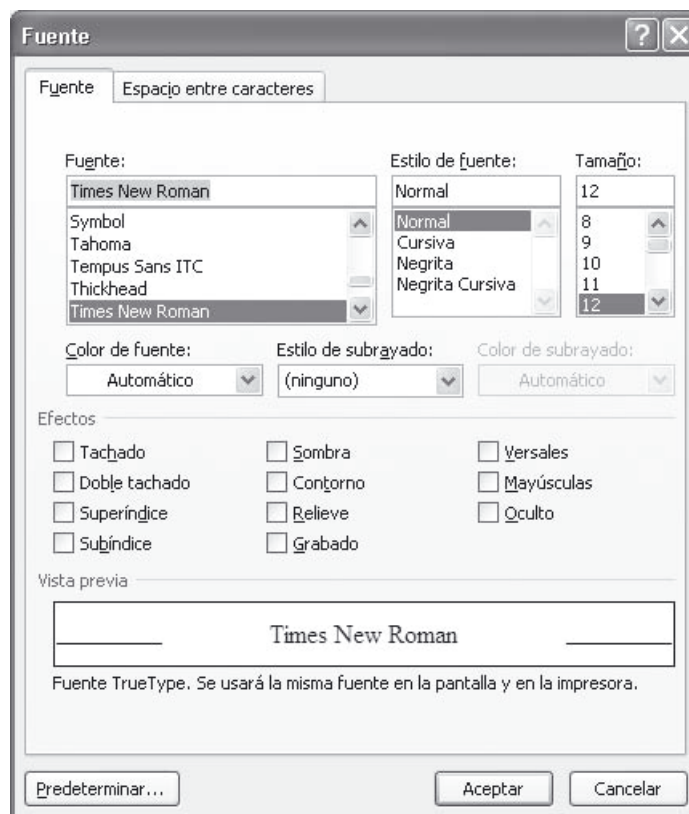 Fuente
Fuente Espacio entre caracteres
Fuente: Estilo de fuente: Tamaño:
Times New Roman Normal 12
Symbol Normal 8
Tahoma Cursiva 9
Tempus Sans ITC Negrita 10
Thickhead Negrita Cursiva 11
Times New Roman 12
Color de fuente: Estilo de subrayado: Color de subrayado:
Automático (ninguno) Automático
Efectos
Tachado Sombra Versales
Doble tachado Contorno Mayúsculas
Superíndice Relieve Oculto
Subíndice Grabado
Vista previa
Times New Roman
Fuente TrueType. Se usará la misma fuente en la pantalla y en la impresora.
Predeterminar... Aceptar Cancelar